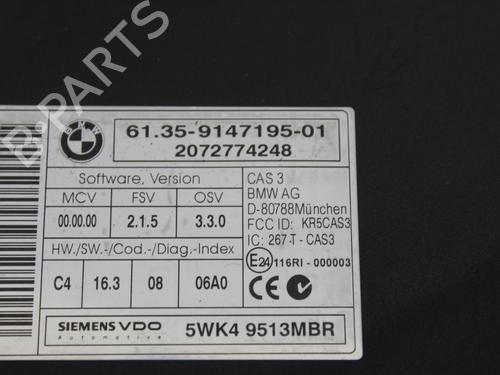 BMW
61.35-9147195-01
2072774248
Software, Version
MCV FSV OSV
00.00.00 2.1.5 3.3.0
HW./SW.-/Cod.-/Diag.-Index
C4 16.3 08 06A0
CAS 3
BMW AG
D-80788München
FCC ID: KR5CAS3
IC: 267-T-CAS3
E24 116RI - 000003
CE
SIEMENS VDO
Automotive
5WK4 9513MBR
B-PARTS